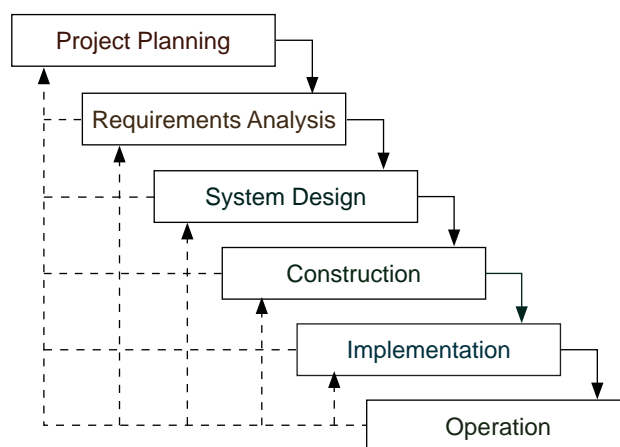 Project Planning
Requirements Analysis
System Design
Construction
Implementation
Operation